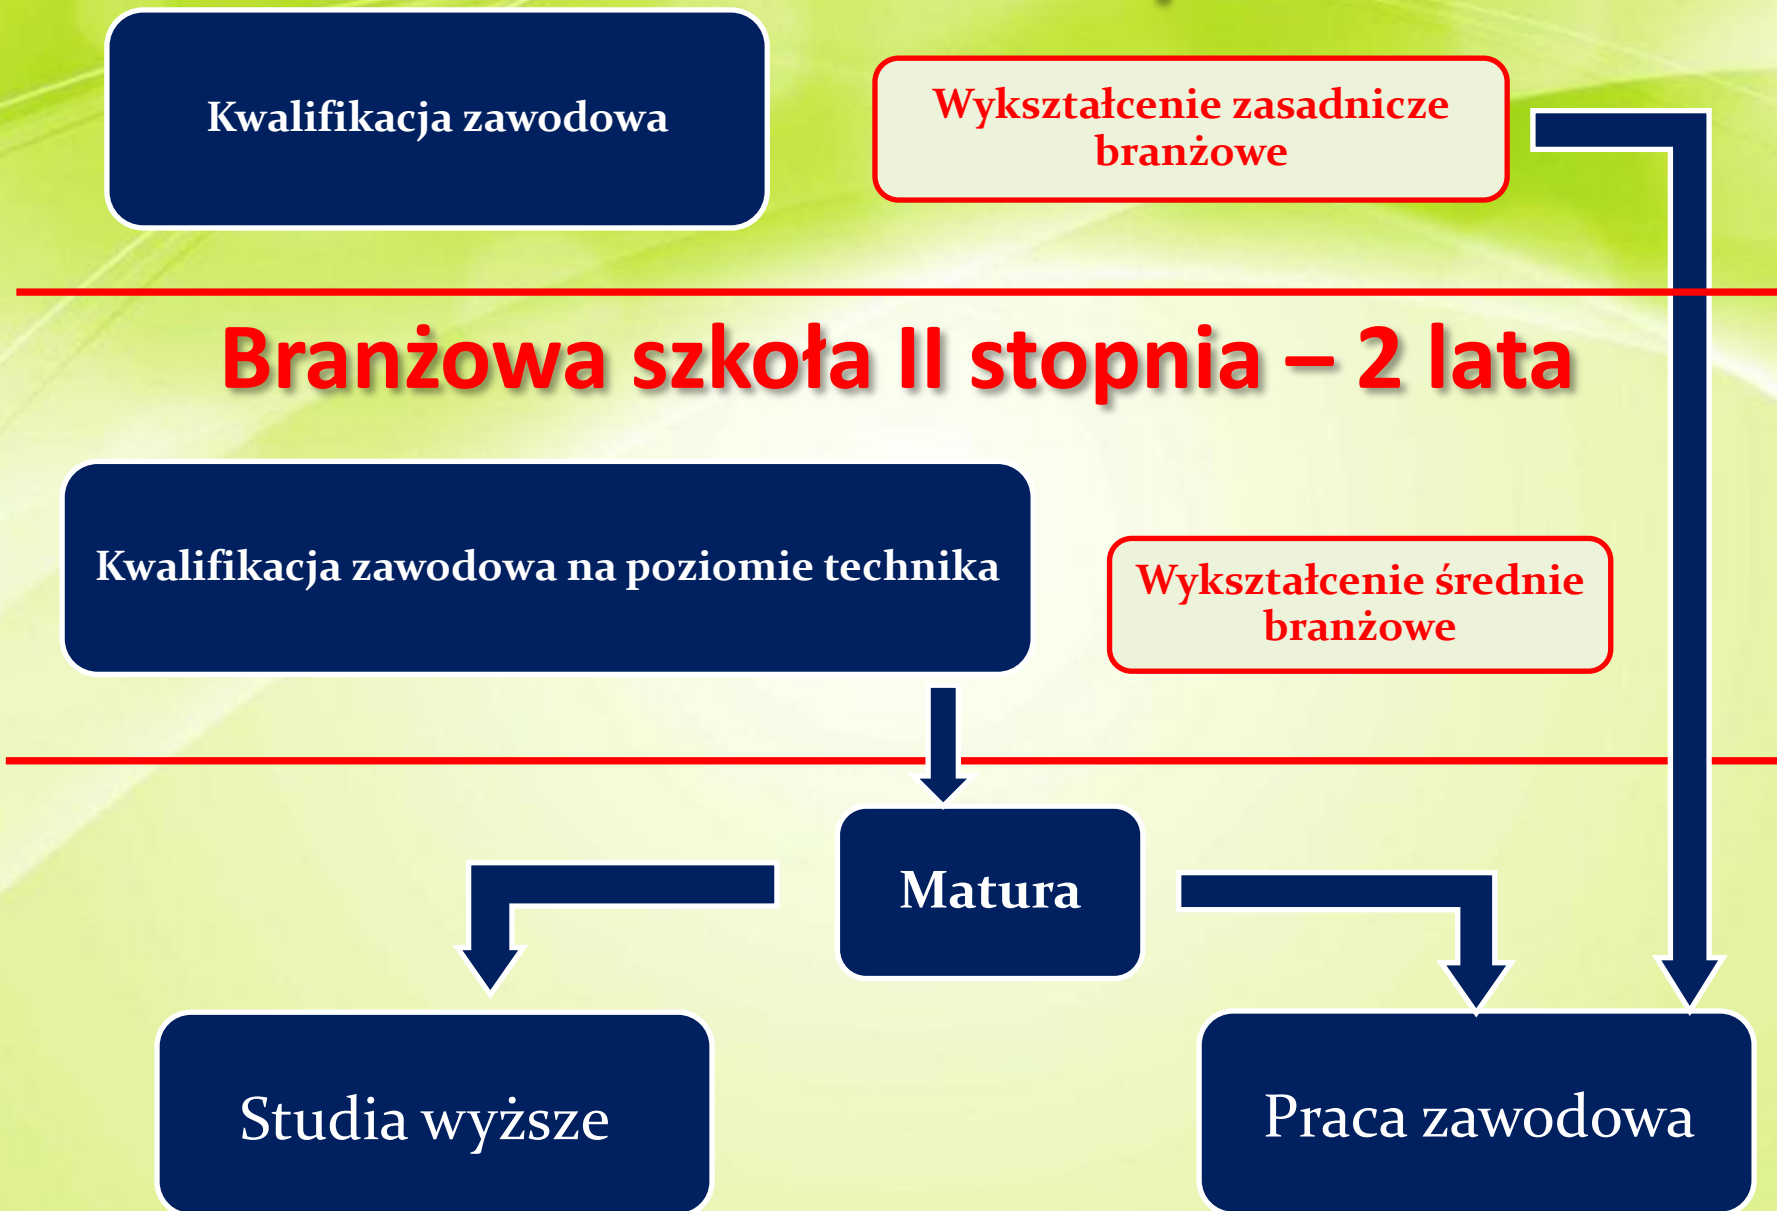 Kwalifikacja zawodowa
Wykształcenie zasadnicze
branżowe
Branżowa szkoła II stopnia – 2 lata
Kwalifikacja zawodowa na poziomie technika
Wykształcenie średnie
branżowe
Matura
Studia wyższe
Praca zawodowa